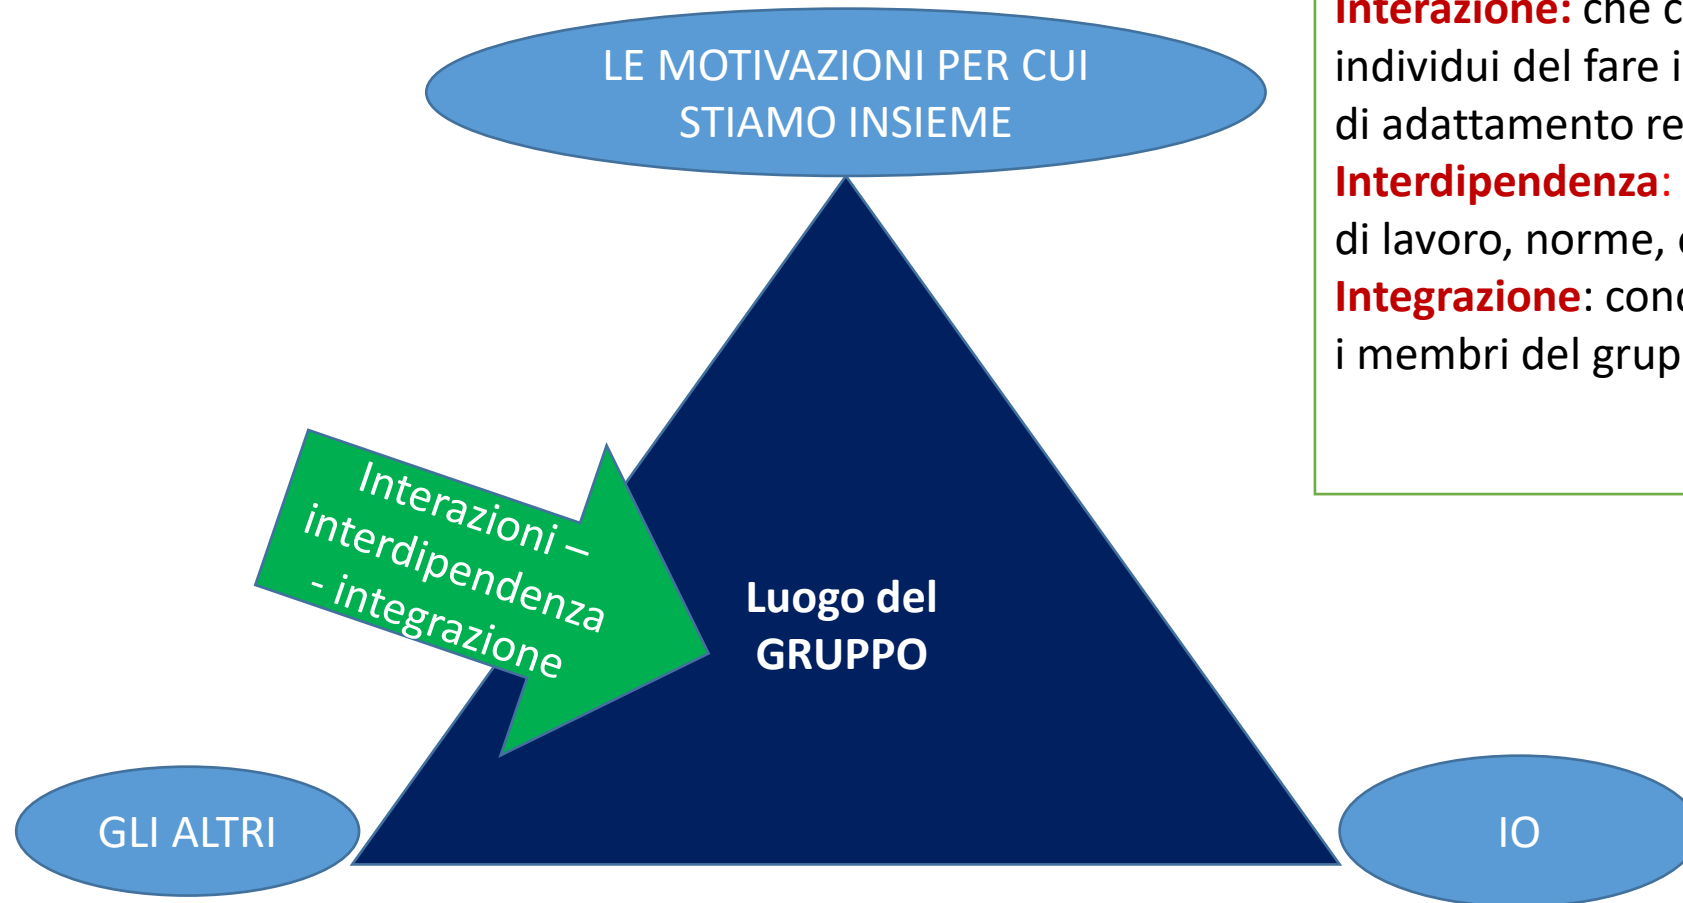 LE MOTIVAZIONI PER CUI
STIAMO INSIEME
Interazione: che c
individui del fare i
di adattamento re
Interdipendenza:
di lavoro, norme,
Integrazione: cono
i membri del grup
Interazioni –
interdipendenza
- integrazione
Luogo del
GRUPPO
GLI ALTRI
IO